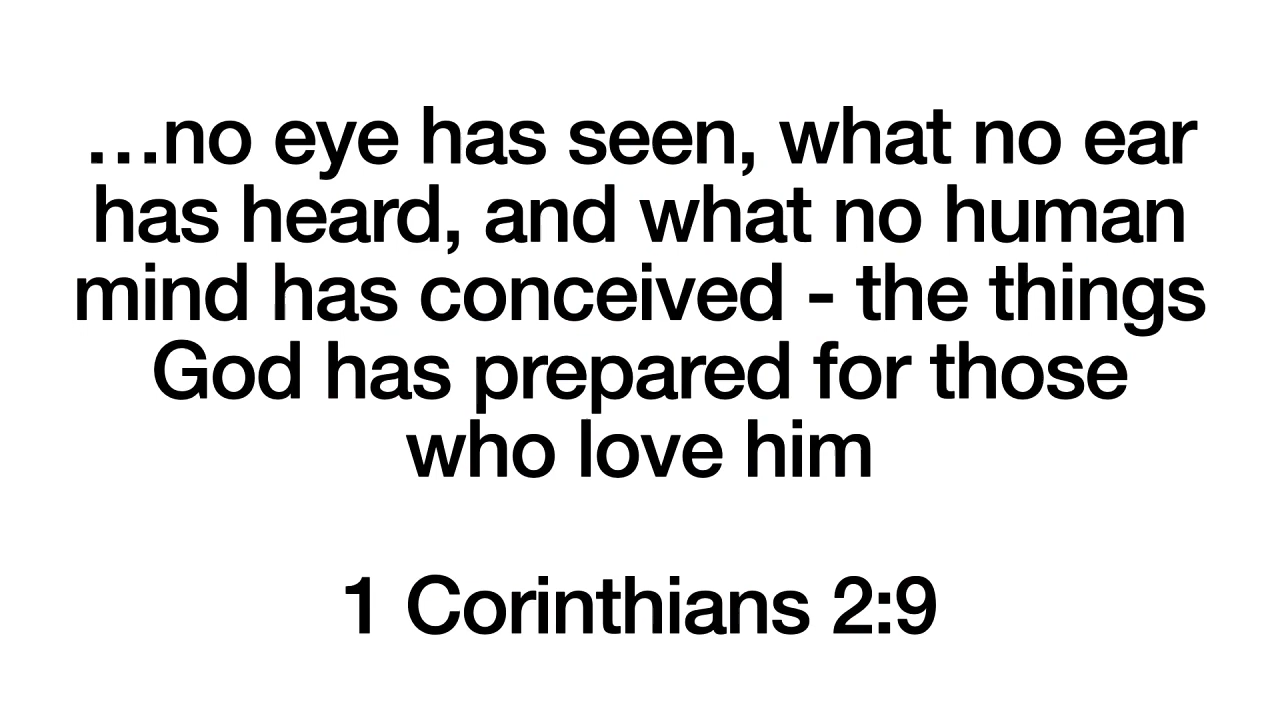 …no eye has seen, what no ear
has heard, and what no human
mind has conceived - the things
God has prepared for those
who love him
1 Corinthians 2:9